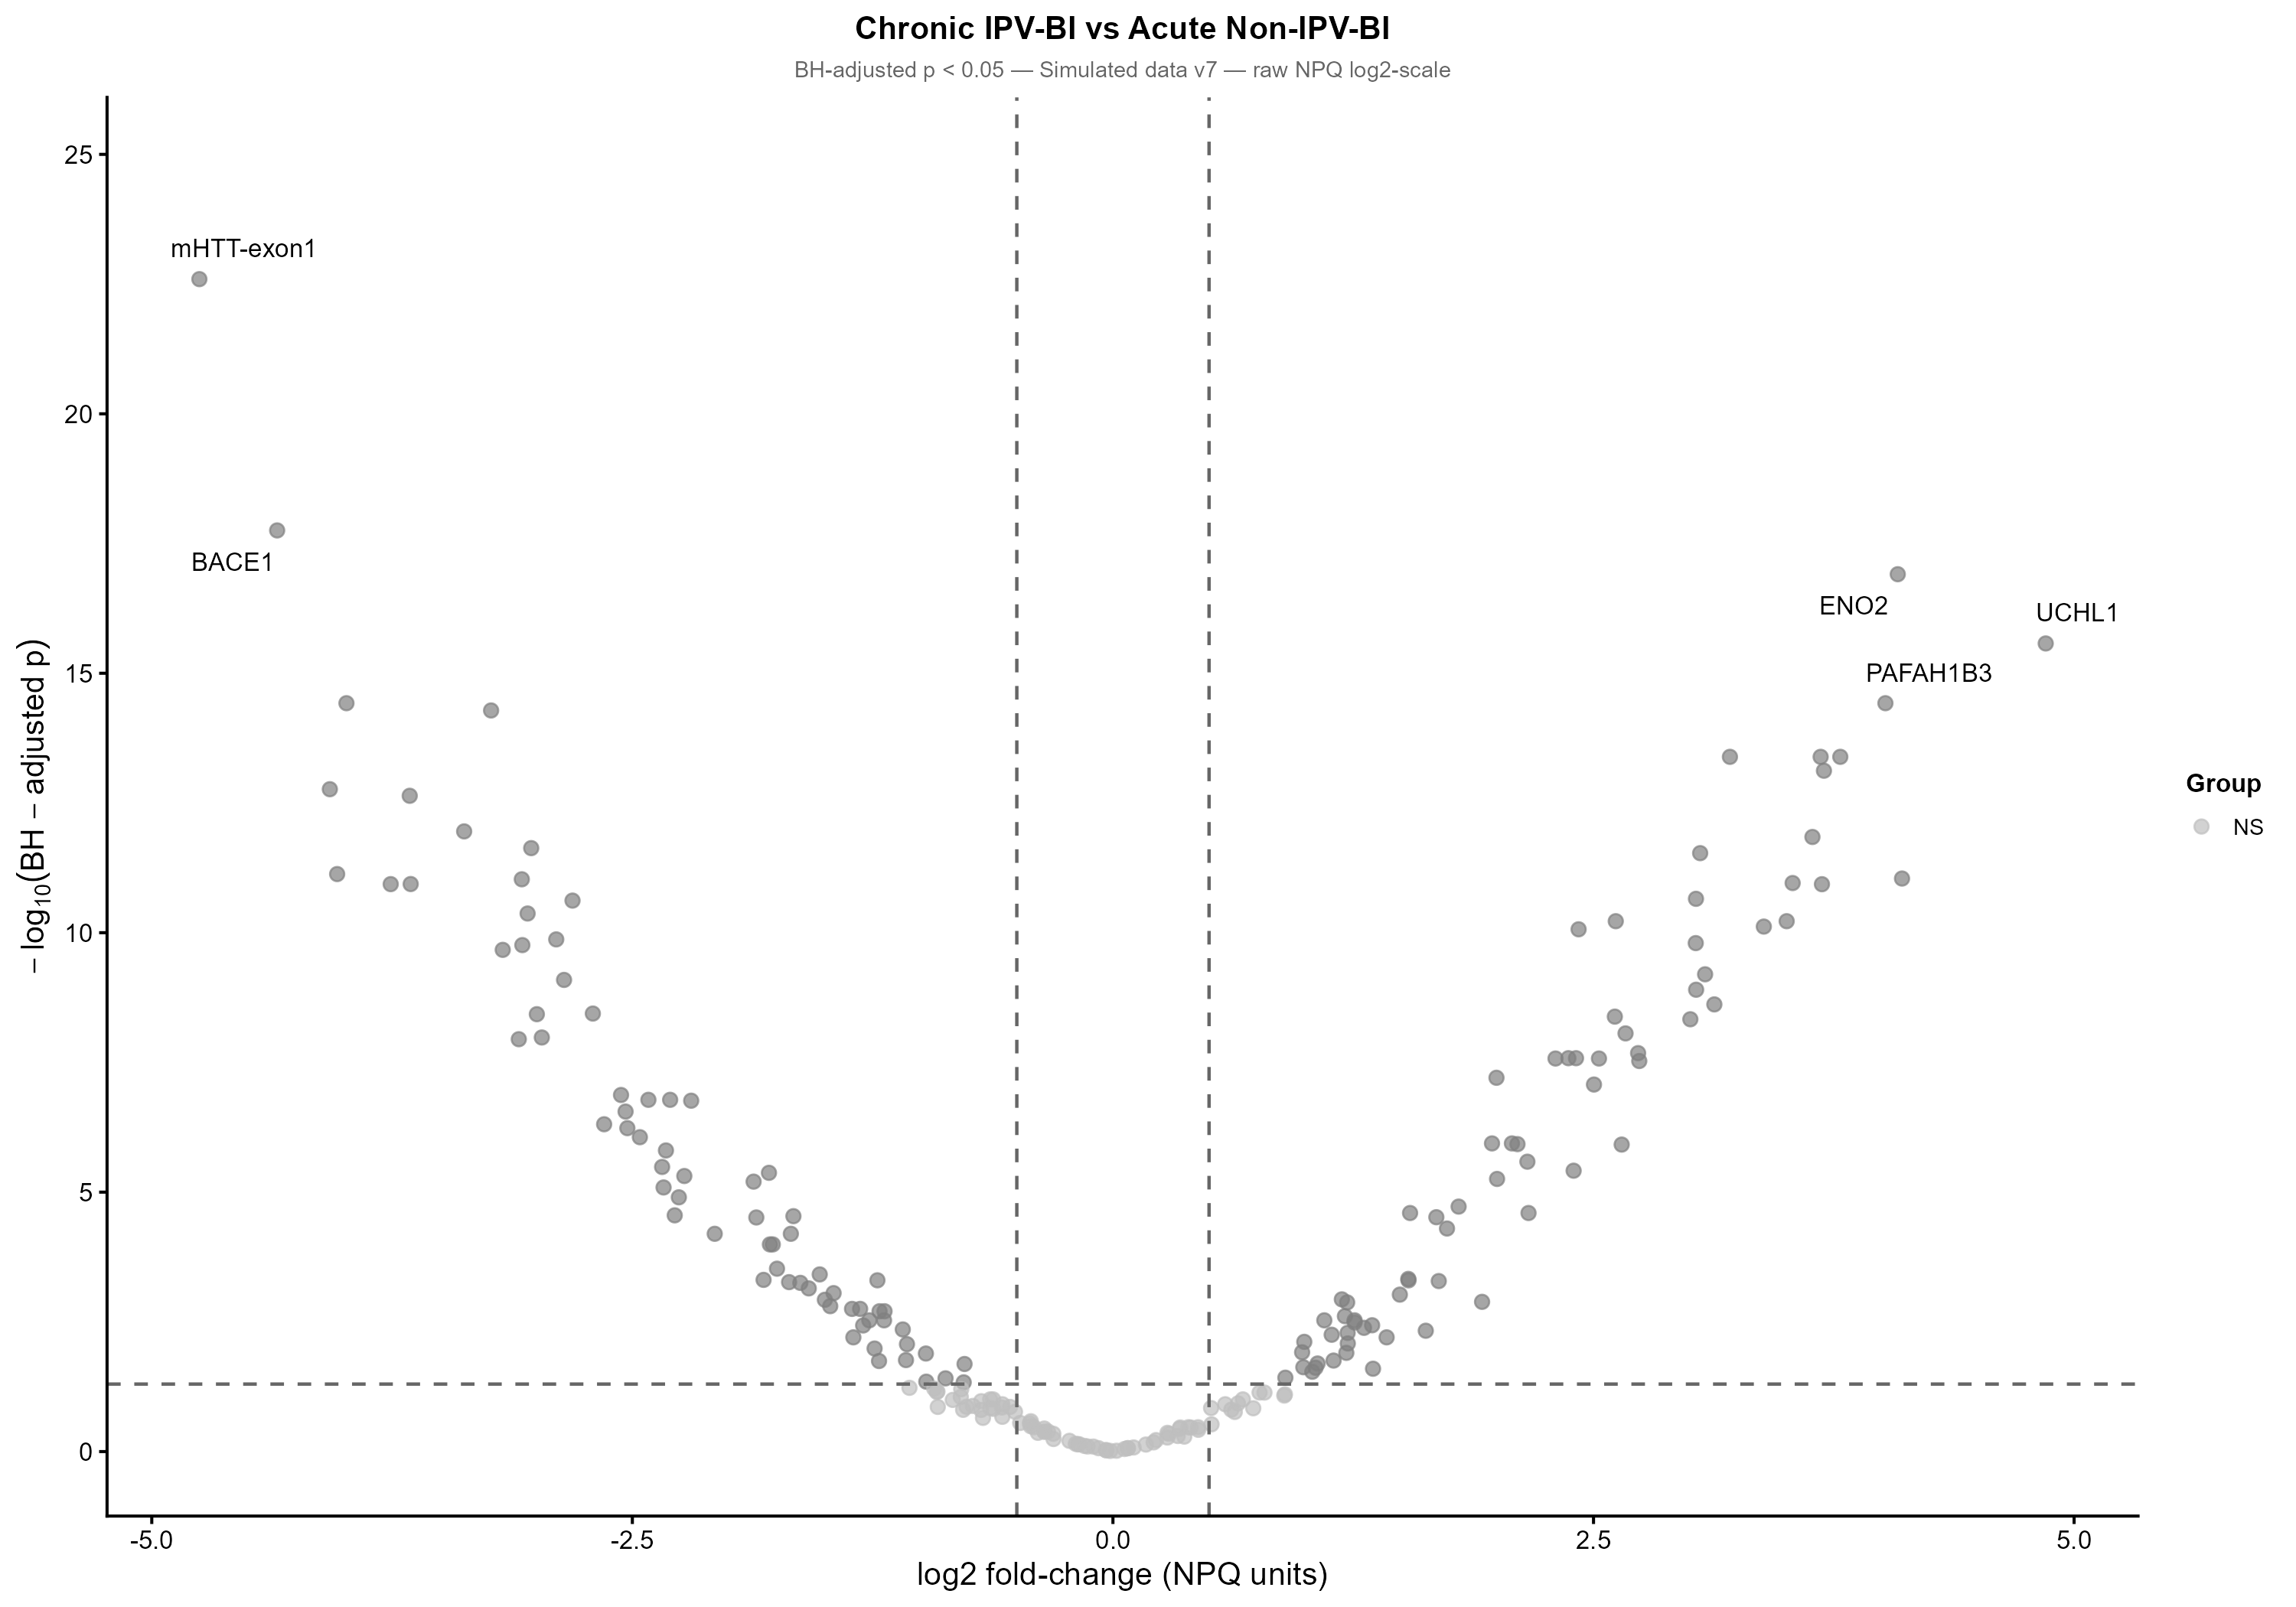 Chronic IPV-BI vs Acute Non-IPV-BI
BH-adjusted p < 0.05 — Simulated data v7 — raw NPQ log2-scale
25
20
15
10
5
0
− log₁₀(BH − adjusted p)
mHTT-exon1
BACE1
ENO2
UCHL1
PAFAH1B3
Group
NS
-5.0
-2.5
0.0
2.5
5.0
log2 fold-change (NPQ units)